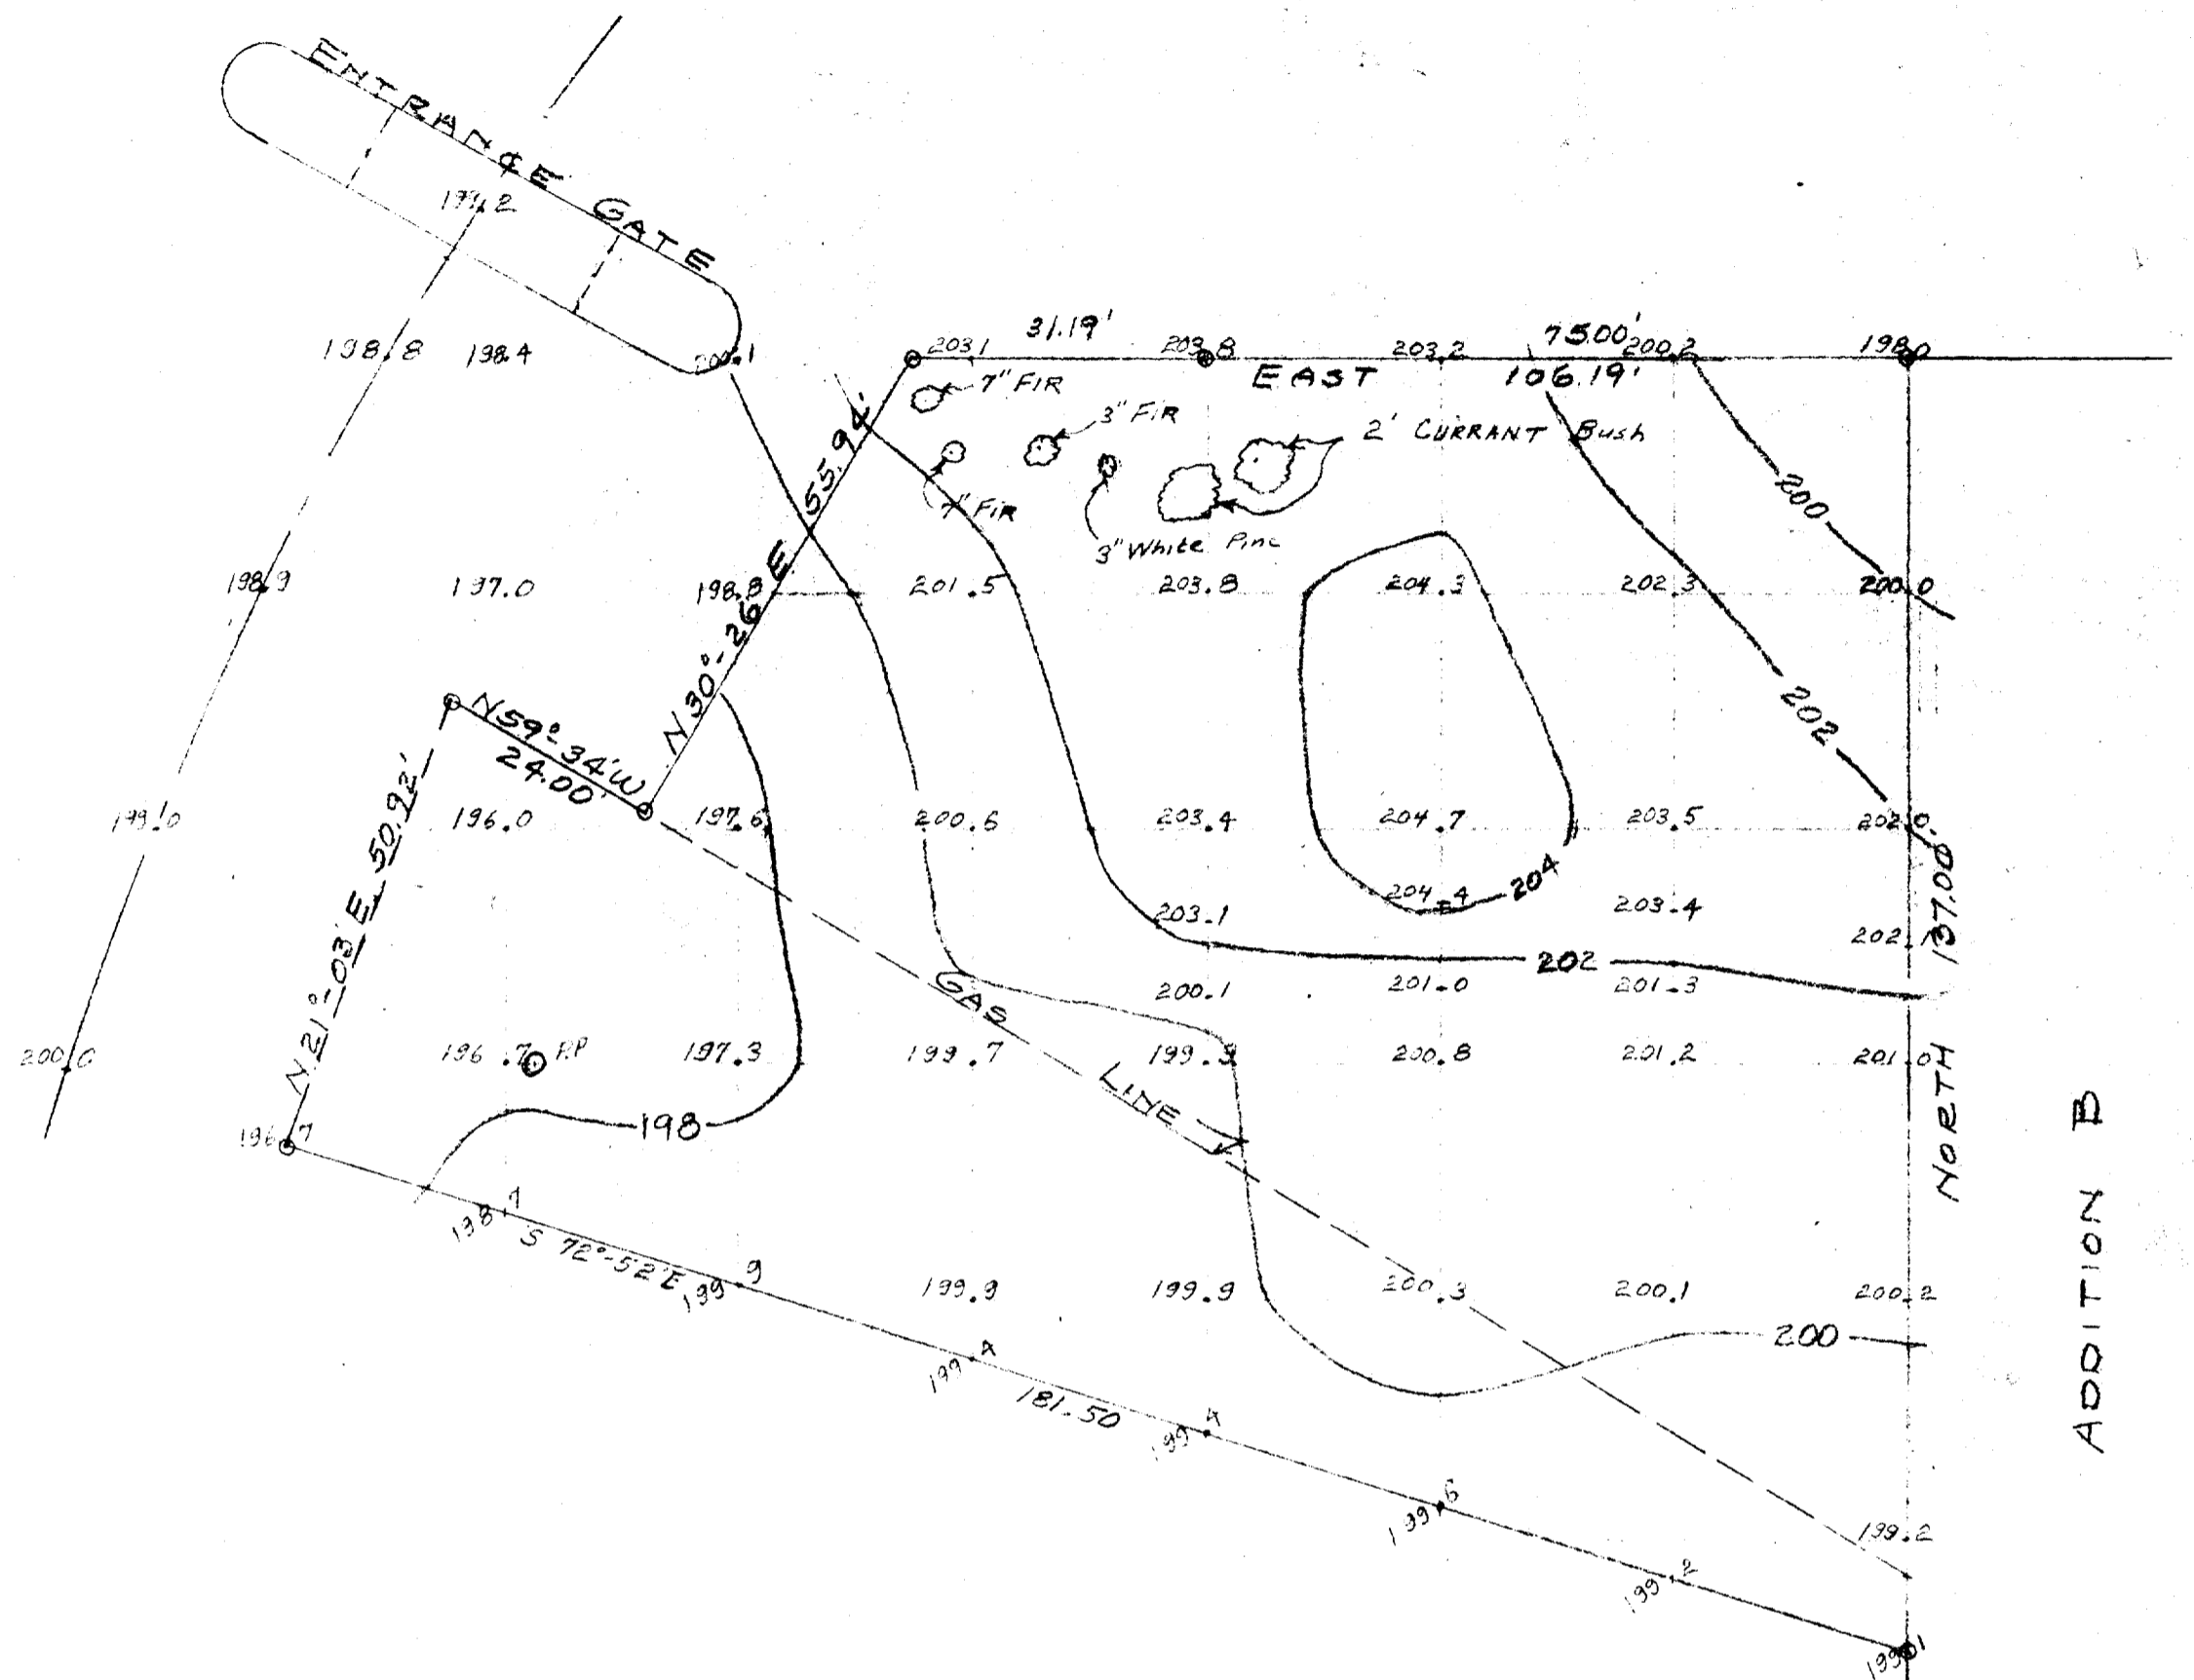 ENTRANCE GATE
℄
199.2
31.19'
75.00'
198.8 198.4 200.1 203.1 203.8 203.2 200.2 198.0
EAST 106.19'
7" FIR
3" FIR
2' CURRANT Bush
7" FIR
3" White Pine
200
N 30°-26' E 55.94'
198.9 197.0 198.8 201.5 203.8 204.3 202.3 200.0
N59°-34'W
24.00'
202
199.0 196.0 197.6 200.6 203.4 204.7 203.5 202.0
N 21°-03' E 50.92'
204.4 204
203.1 203.4
202.
NORTH 137.00'
202
GAS LINE
200.1 201.0 201.3
200.0 196.7 P.P 197.3 199.7 199.3 200.8 201.2 201.0
198
196.7
ADDITION B
198.7
S 72°-52'E
199.9
199.9 199.9 200.3 200.1 200.2
200
199.4
181.50
199.4
199.6
199.2
199.2
199.1